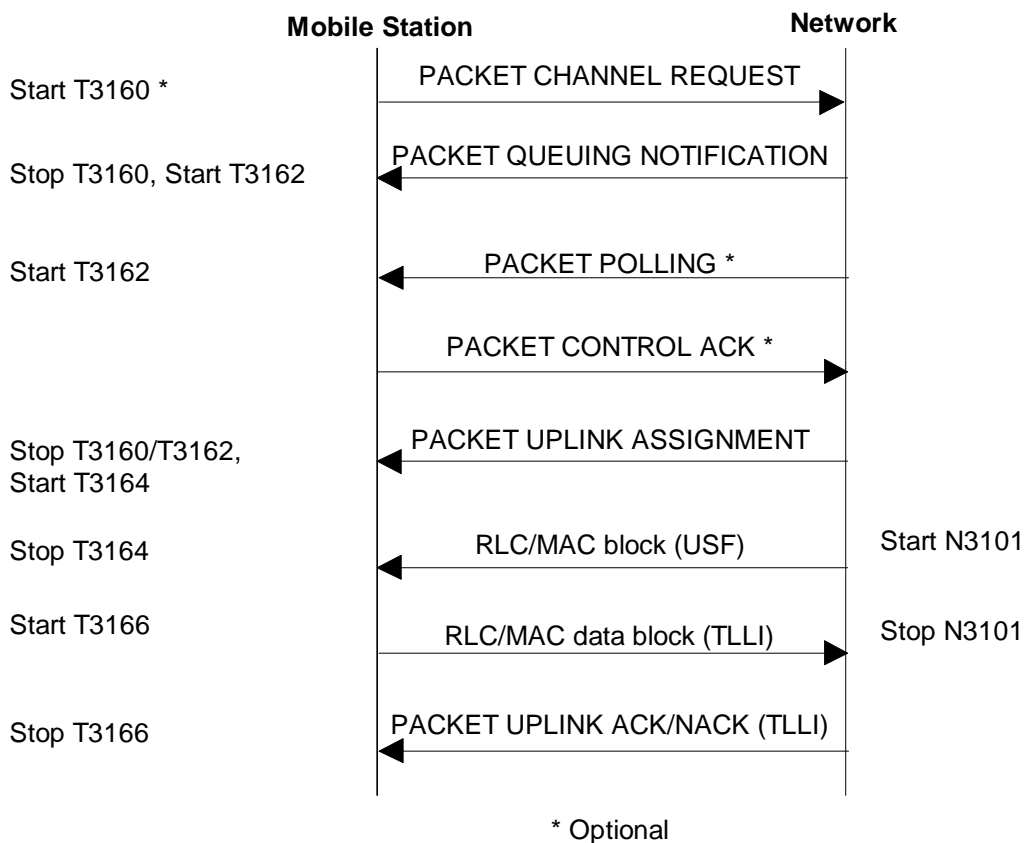 Mobile Station
Network
Start T3160 *
PACKET CHANNEL REQUEST
PACKET QUEUING NOTIFICATION
Stop T3160, Start T3162
Start T3162
PACKET POLLING *
PACKET CONTROL ACK *
Stop T3160/T3162,
Start T3164
PACKET UPLINK ASSIGNMENT
Stop T3164
RLC/MAC block (USF)
Start N3101
Start T3166
RLC/MAC data block (TLLI)
Stop N3101
Stop T3166
PACKET UPLINK ACK/NACK (TLLI)
* Optional